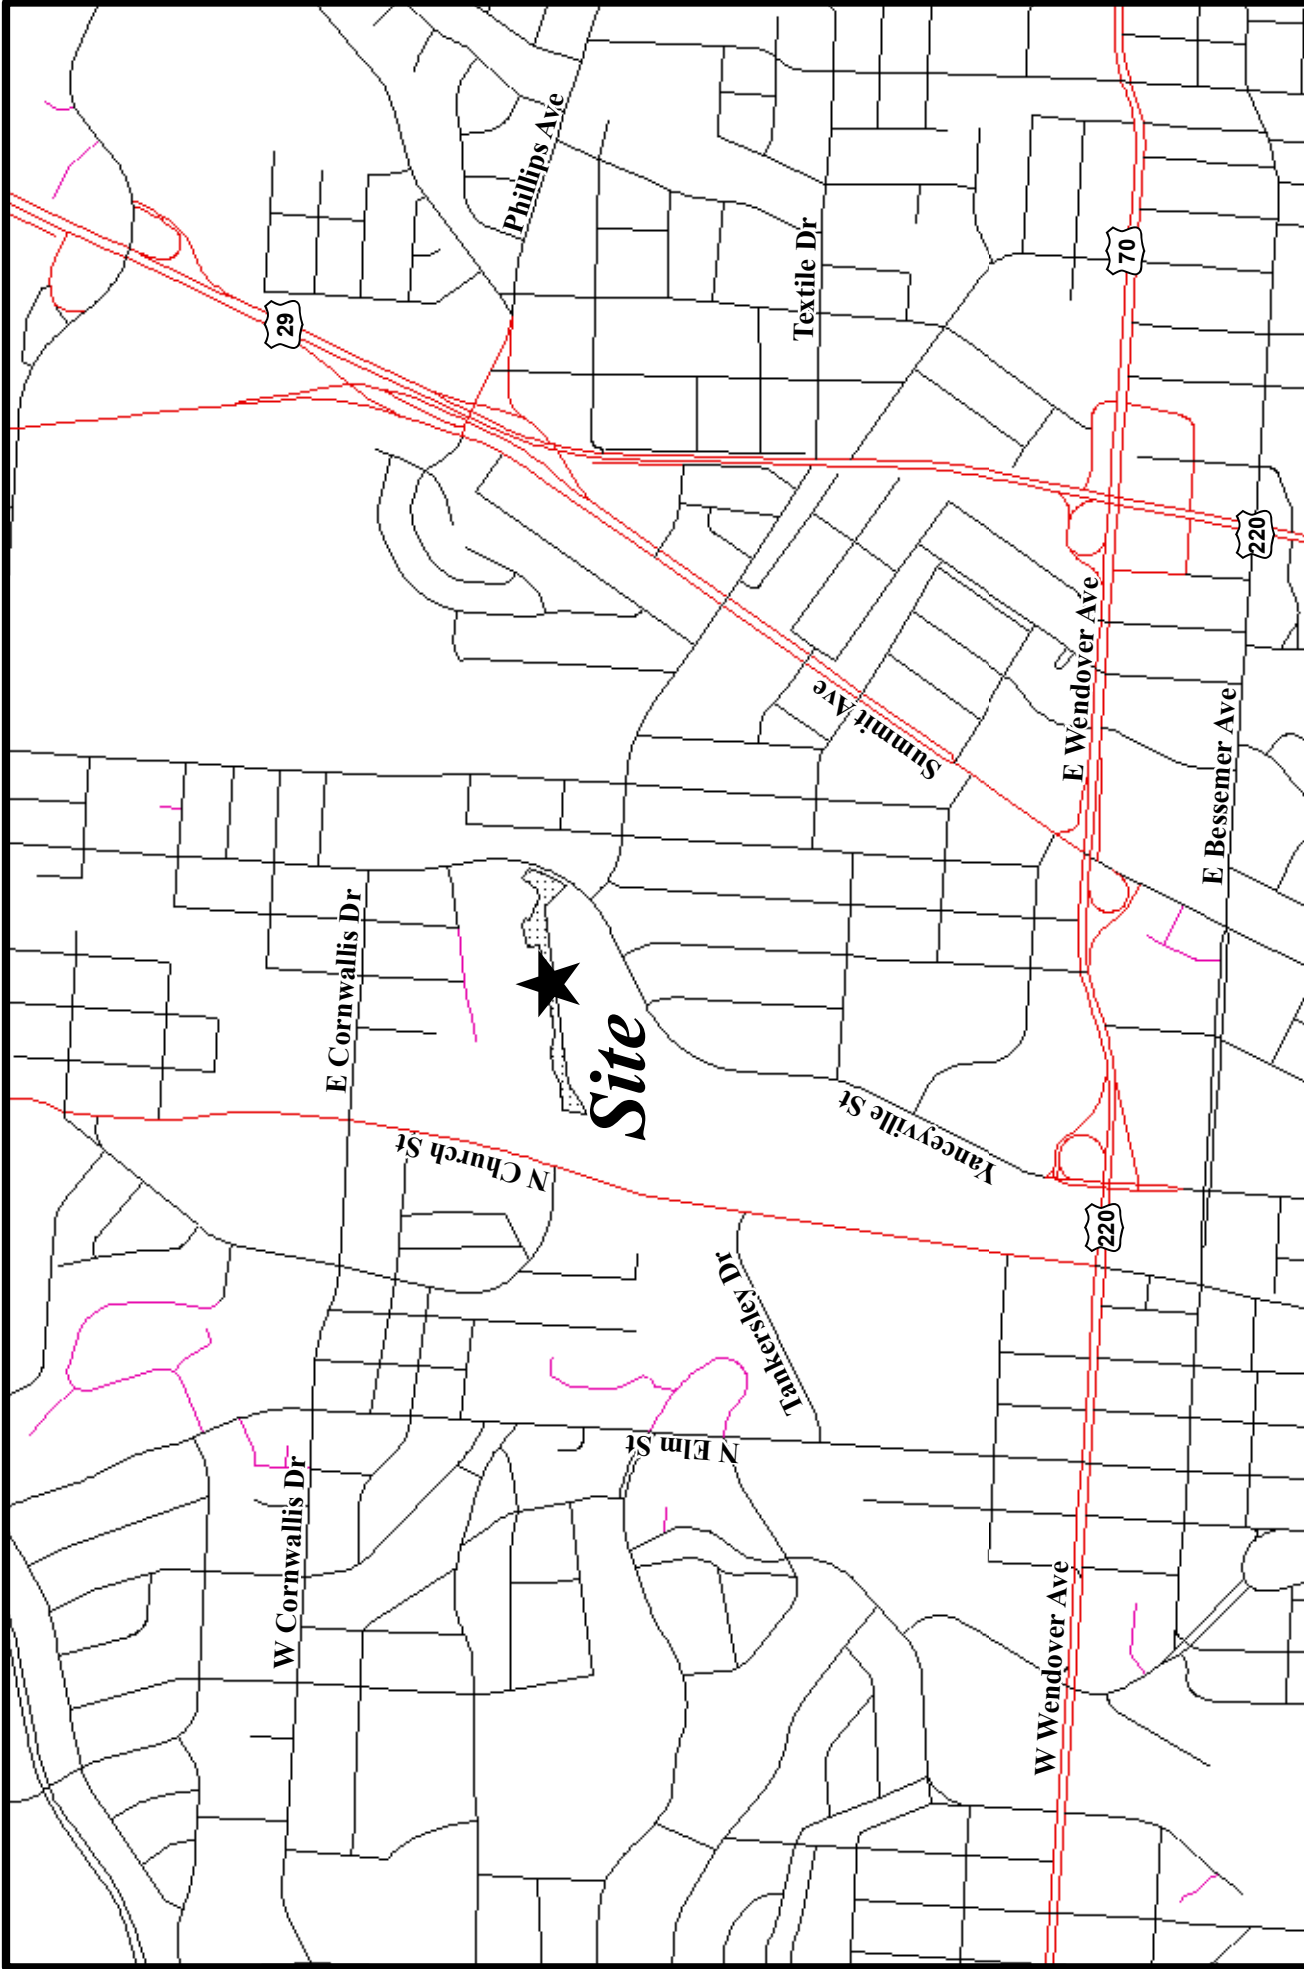 Phillips Ave
Textile Dr
70
29
220
E Wendover Ave
Summit Ave
E Bessemer Ave
E Cornwallis Dr
Site
N Church St
Yanceyville St
220
Tankersley Dr
N Elm St
W Cornwallis Dr
W Wendover Ave